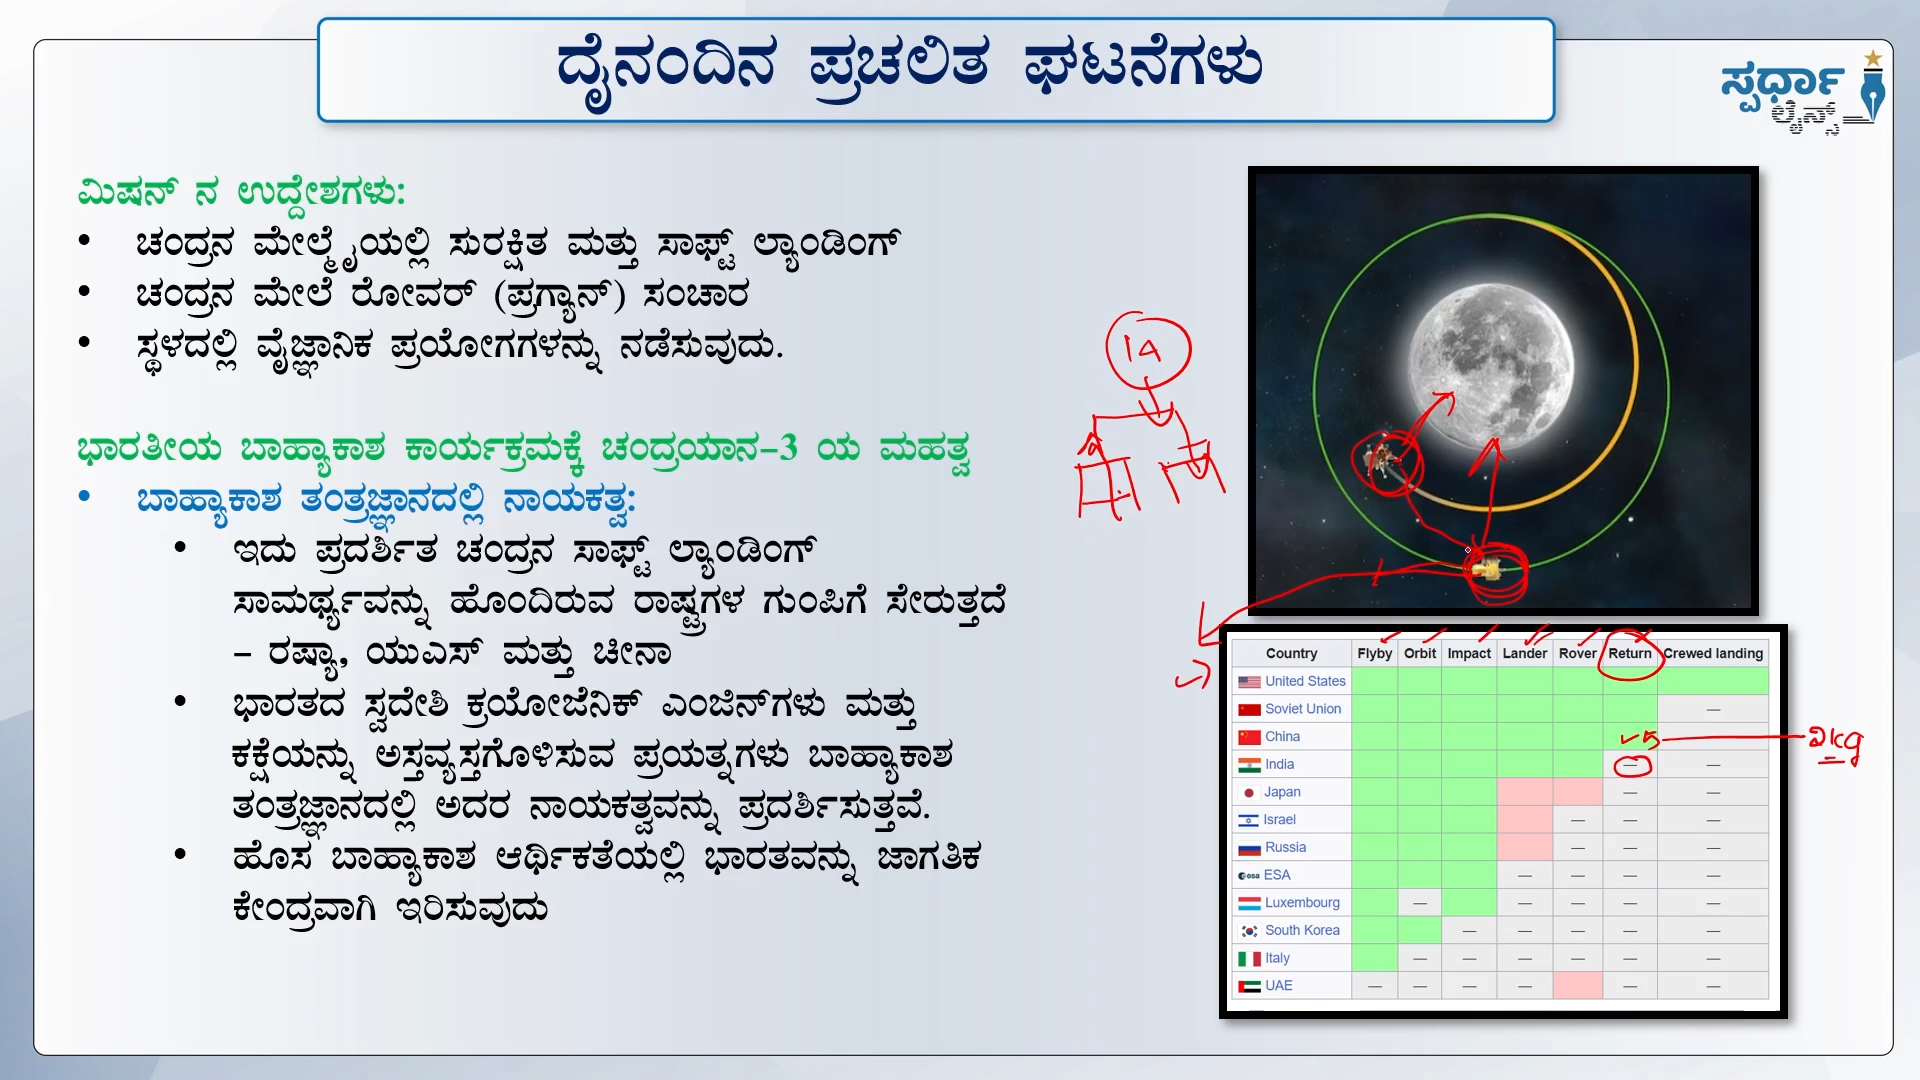 ದೈನಂದಿನ ಪ್ರಚಲಿತ ಘಟನೆಗಳು
ಸ್ಪರ್ಧಾ
ಲೈನ್ಸ್
ಮಿಷನ್ ನ ಉದ್ದೇಶಗಳು:
• ಚಂದ್ರನ ಮೇಲ್ಮೈಯಲ್ಲಿ ಸುರಕ್ಷಿತ ಮತ್ತು ಸಾಫ್ಟ್ ಲ್ಯಾಂಡಿಂಗ್
• ಚಂದ್ರನ ಮೇಲೆ ರೋವರ್ (ಪ್ರಗ್ಯಾನ್) ಸಂಚಾರ
• ಸ್ಥಳದಲ್ಲಿ ವೈಜ್ಞಾನಿಕ ಪ್ರಯೋಗಗಳನ್ನು ನಡೆಸುವುದು.
ಭಾರತೀಯ ಬಾಹ್ಯಾಕಾಶ ಕಾರ್ಯಕ್ರಮಕ್ಕೆ ಚಂದ್ರಯಾನ-3 ಯ ಮಹತ್ವ
• ಬಾಹ್ಯಾಕಾಶ ತಂತ್ರಜ್ಞಾನದಲ್ಲಿ ನಾಯಕತ್ವ:
• ಇದು ಪ್ರದರ್ಶಿತ ಚಂದ್ರನ ಸಾಫ್ಟ್ ಲ್ಯಾಂಡಿಂಗ್
ಸಾಮರ್ಥ್ಯವನ್ನು ಹೊಂದಿರುವ ರಾಷ್ಟ್ರಗಳ ಗುಂಪಿಗೆ ಸೇರುತ್ತದೆ
– ರಷ್ಯಾ, ಯುಎಸ್ ಮತ್ತು ಚೀನಾ
• ಭಾರತದ ಸ್ವದೇಶಿ ಕ್ರಯೋಜೆನಿಕ್ ಎಂಜಿನ್‌ಗಳು ಮತ್ತು
ಕಕ್ಷೆಯನ್ನು ಅಸ್ತವ್ಯಸ್ತಗೊಳಿಸುವ ಪ್ರಯತ್ನಗಳು ಬಾಹ್ಯಾಕಾಶ
ತಂತ್ರಜ್ಞಾನದಲ್ಲಿ ಅದರ ನಾಯಕತ್ವವನ್ನು ಪ್ರದರ್ಶಿಸುತ್ತವೆ.
• ಹೊಸ ಬಾಹ್ಯಾಕಾಶ ಆರ್ಥಿಕತೆಯಲ್ಲಿ ಭಾರತವನ್ನು ಜಾಗತಿಕ
ಕೇಂದ್ರವಾಗಿ ಇರಿಸುವುದು
14
Country Flyby Orbit Impact Lander Rover Return Crewed landing
United States
Soviet Union —
China —
India — —
Japan — —
Israel — — —
Russia — — —
esa ESA — — — —
Luxembourg — — — — —
South Korea — — — — —
Italy — — — — — —
UAE — — — — — —
2kg